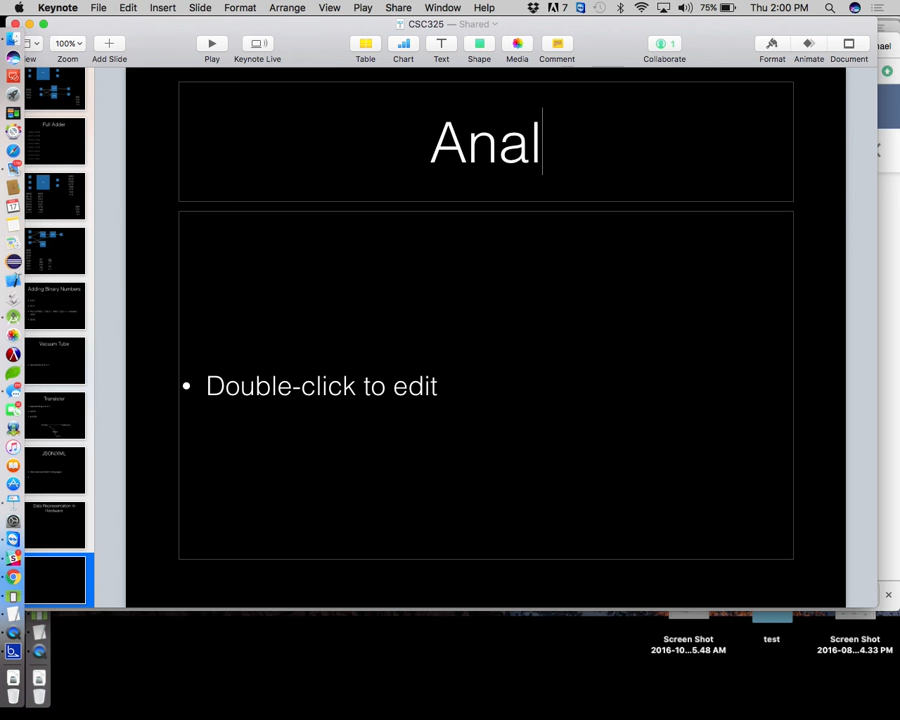 Keynote File Edit Insert Slide Format Arrange View Play Share Window Help
7 75% Thu 2:00 PM
CSC325 — Shared
100%
1
Zoom Add Slide Play Keynote Live Table Chart Text Shape Media Comment Collaborate Format Animate Document
Full Adder
Adding Binary Numbers
Vacuum Tube
Transistor
JSON/XML
Data Representation in
Hardware
Anal
• Double-click to edit
17
Screen Shot
2016-10...5.48 AM
test
Screen Shot
2016-08...4.33 PM